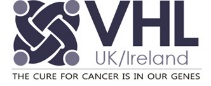 VHL
UK/Ireland
THE CURE FOR CANCER IS IN OUR GENES